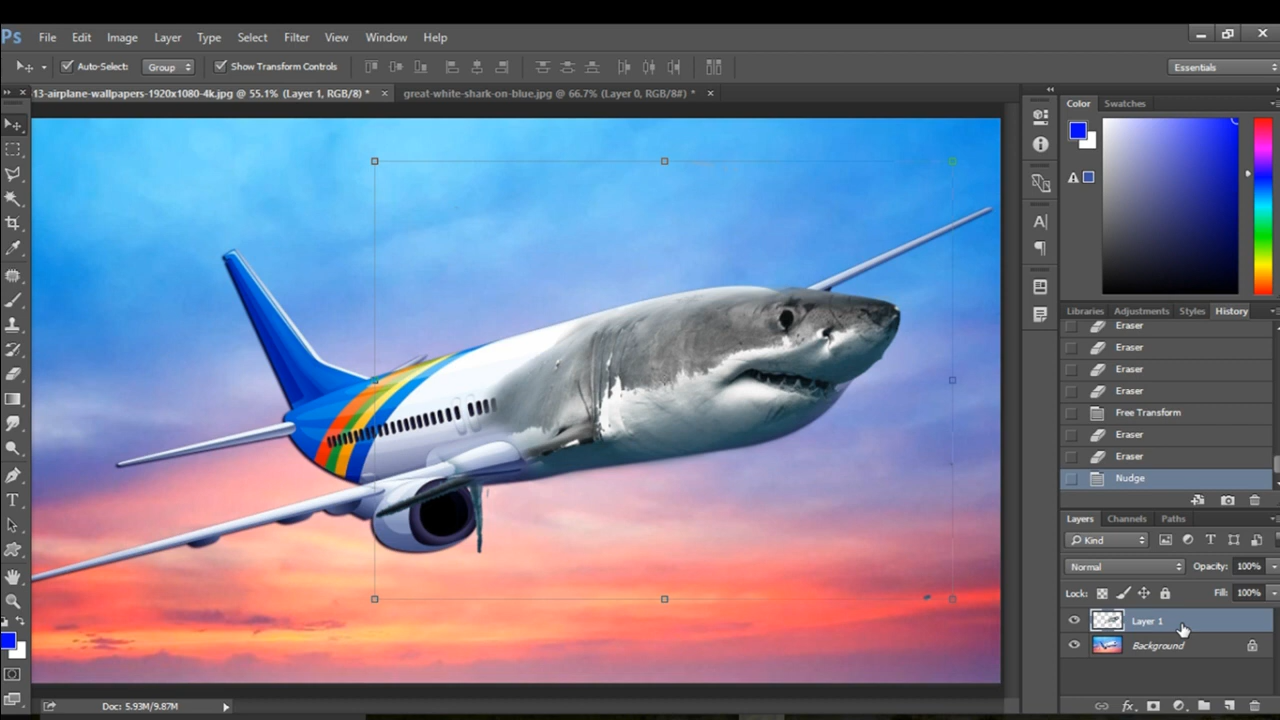 Ps File Edit Image Layer Type Select Filter View Window Help
Auto-Select: Group Show Transform Controls Essentials
13-airplane-wallpapers-1920x1080-4k.jpg @ 55.1% (Layer 1, RGB/8) * × great-white-shark-on-blue.jpg @ 66.7% (Layer 0, RGB/8#) * ×
Color Swatches
Libraries Adjustments Styles History
Eraser
Eraser
Eraser
Eraser
Free Transform
Eraser
Eraser
Nudge
Layers Channels Paths
Kind
Normal Opacity: 100%
Lock: Fill: 100%
Layer 1
Background
Doc: 5.93M/9.87M